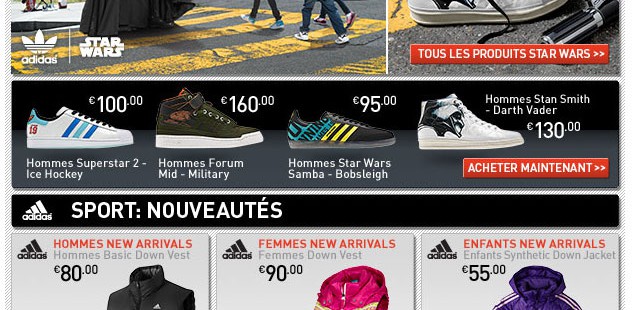 adidas
STAR
WARS
TOUS LES PRODUITS STAR WARS >>
€100.00
€160.00
€95.00
Hommes Stan Smith
- Darth Vader
€130.00
19
Hommes Superstar 2 -
Ice Hockey
Hommes Forum
Mid - Military
Hommes Star Wars
Samba - Bobsleigh
ACHETER MAINTENANT >>
adidas
SPORT: NOUVEAUTÉS
adidas
HOMMES NEW ARRIVALS
Hommes Basic Down Vest
€80.00
adidas
FEMMES NEW ARRIVALS
Femmes Down Vest
€90.00
adidas
ENFANTS NEW ARRIVALS
Enfants Synthetic Down Jacket
€55.00